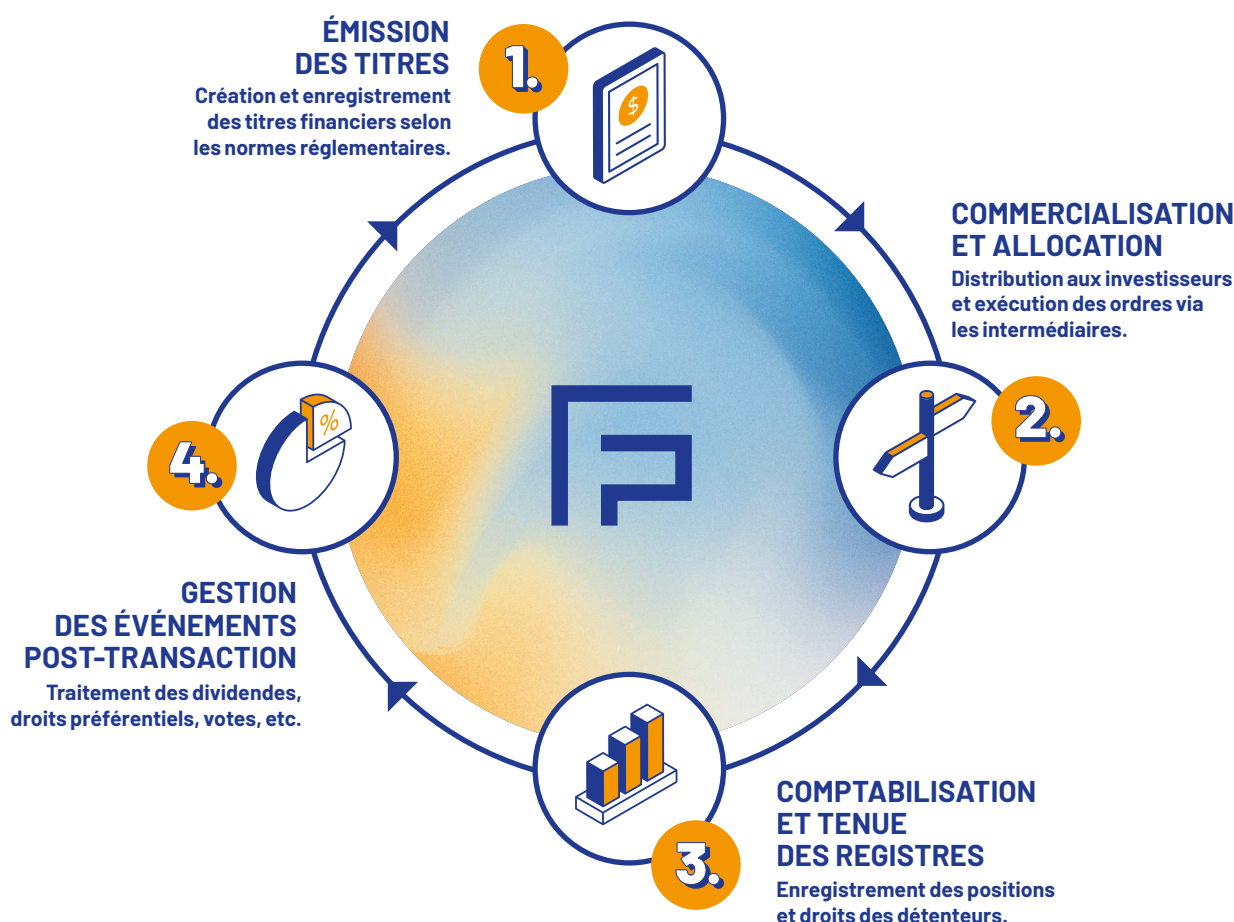 1.
ÉMISSION
DES TITRES
Création et enregistrement
des titres financiers selon
les normes réglementaires.
$
COMMERCIALISATION
ET ALLOCATION
Distribution aux investisseurs
et exécution des ordres via
les intermédiaires.
2.
COMPTABILISATION
ET TENUE
DES REGISTRES
Enregistrement des positions
et droits des détenteurs.
3.
4.
%
GESTION
DES ÉVÉNEMENTS
POST-TRANSACTION
Traitement des dividendes,
droits préférentiels, votes, etc.